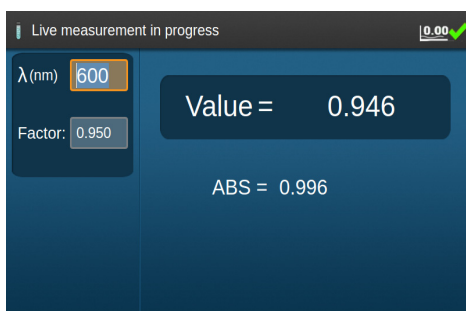 Live measurement in progress
0.00
λ(nm) 600
Factor: 0.950
Value = 0.946
ABS = 0.996